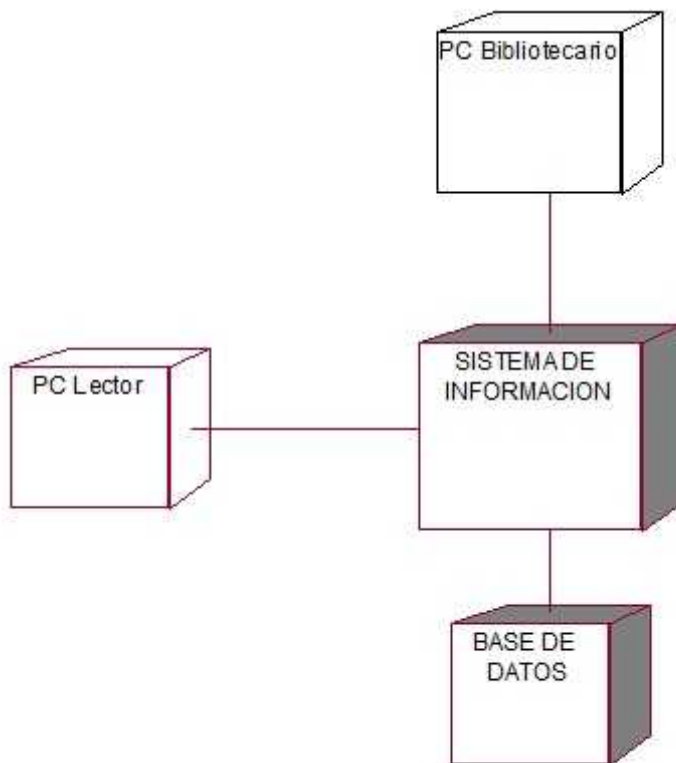 PC Bibliotecario
SISTEMA DE
INFORMACION
PC Lector
BASE DE
DATOS